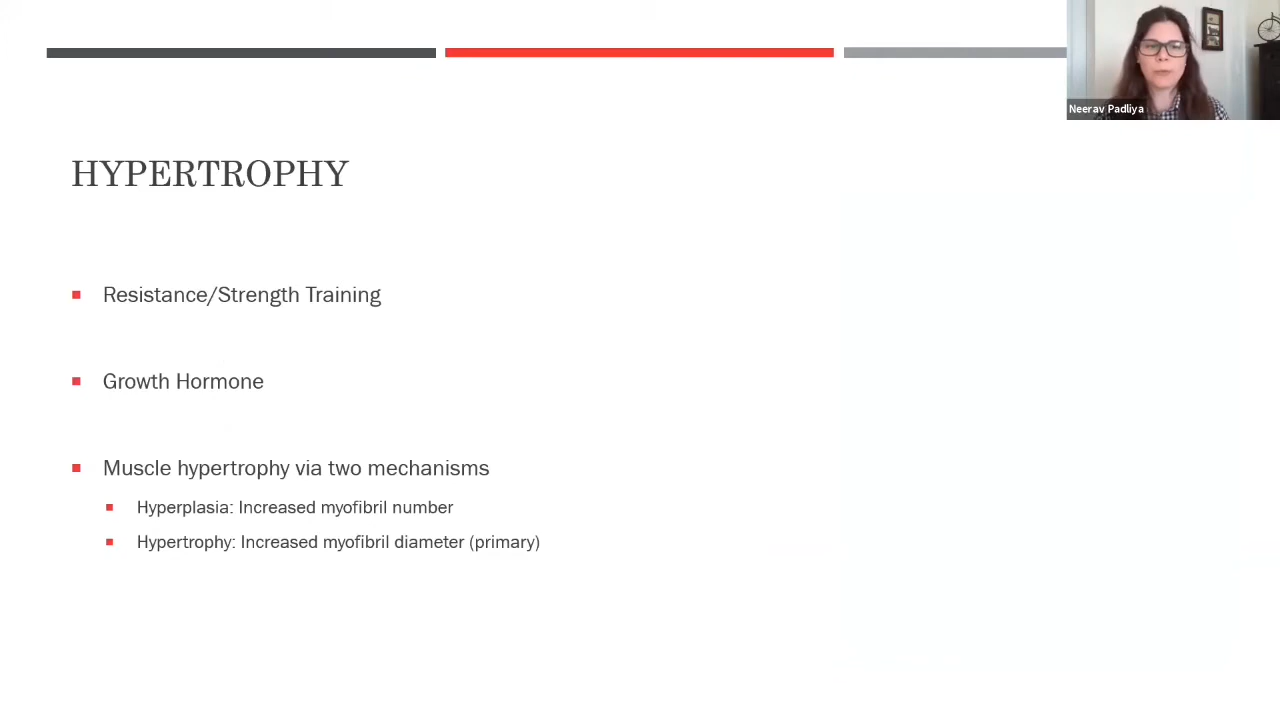 Neerav Padliya
HYPERTROPHY
Resistance/Strength Training
Growth Hormone
Muscle hypertrophy via two mechanisms
Hyperplasia: Increased myofibril number
Hypertrophy: Increased myofibril diameter (primary)